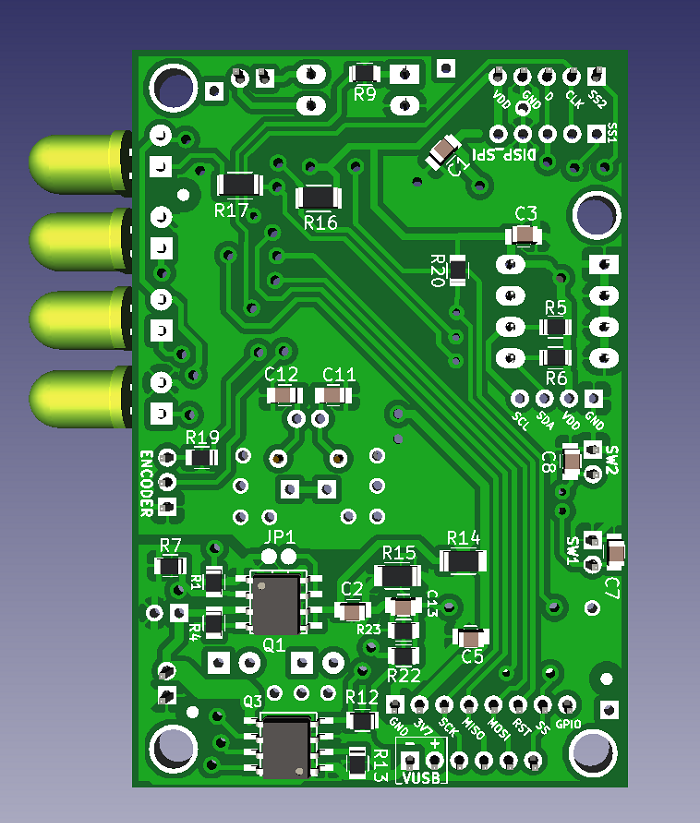 R9
VDD
GND
D
CLK
SS2
SS1
DISP_SPI
C1
R17
R16
C3
R20
R5
R6
C12
C11
SCL
SDA
VDD
GND
R19
ENCODER
C8
SW2
JP1
R14
SW1
R7
R15
C7
R1
C2
C13
R4
R23
Q1
C5
R22
Q3
R12
GND
3V7
SCK
MISO
MOSI
RST
SS
GPIO
- +
R13
VUSB